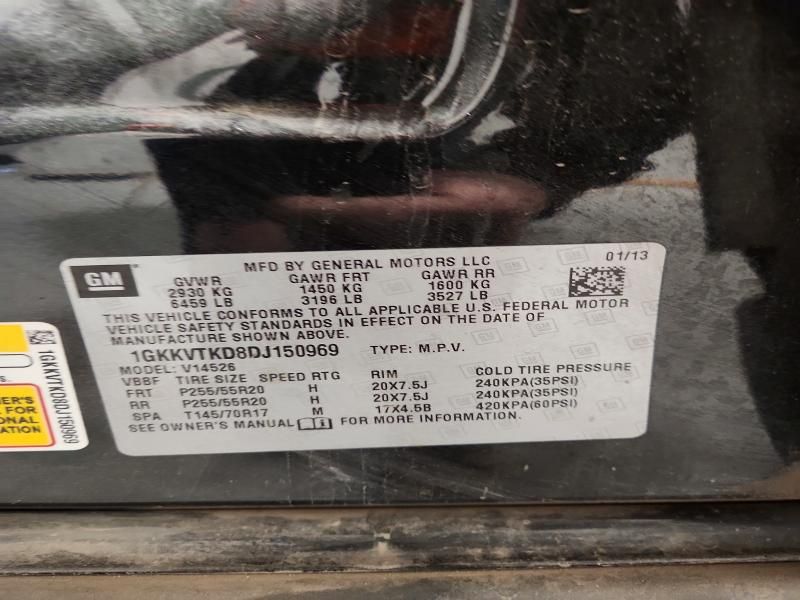 GM
MFD BY GENERAL MOTORS LLC
01/13
GVWR GAWR FRT GAWR RR
2930 KG 1450 KG 1600 KG
6459 LB 3196 LB 3527 LB
THIS VEHICLE CONFORMS TO ALL APPLICABLE U.S. FEDERAL MOTOR
VEHICLE SAFETY STANDARDS IN EFFECT ON THE DATE OF
MANUFACTURE SHOWN ABOVE.
1GKKVTKD8DJ150969 TYPE: M.P.V.
MODEL: V14526
VBBF TIRE SIZE SPEED RTG RIM COLD TIRE PRESSURE
FRT P255/55R20 H 20X7.5J 240KPA(35PSI)
RR P255/55R20 H 20X7.5J 240KPA(35PSI)
SPA T145/70R17 M 17X4.5B 420KPA(60PSI)
SEE OWNER'S MANUAL FOR MORE INFORMATION.
1GKKVTKD8DJ150969
FOR